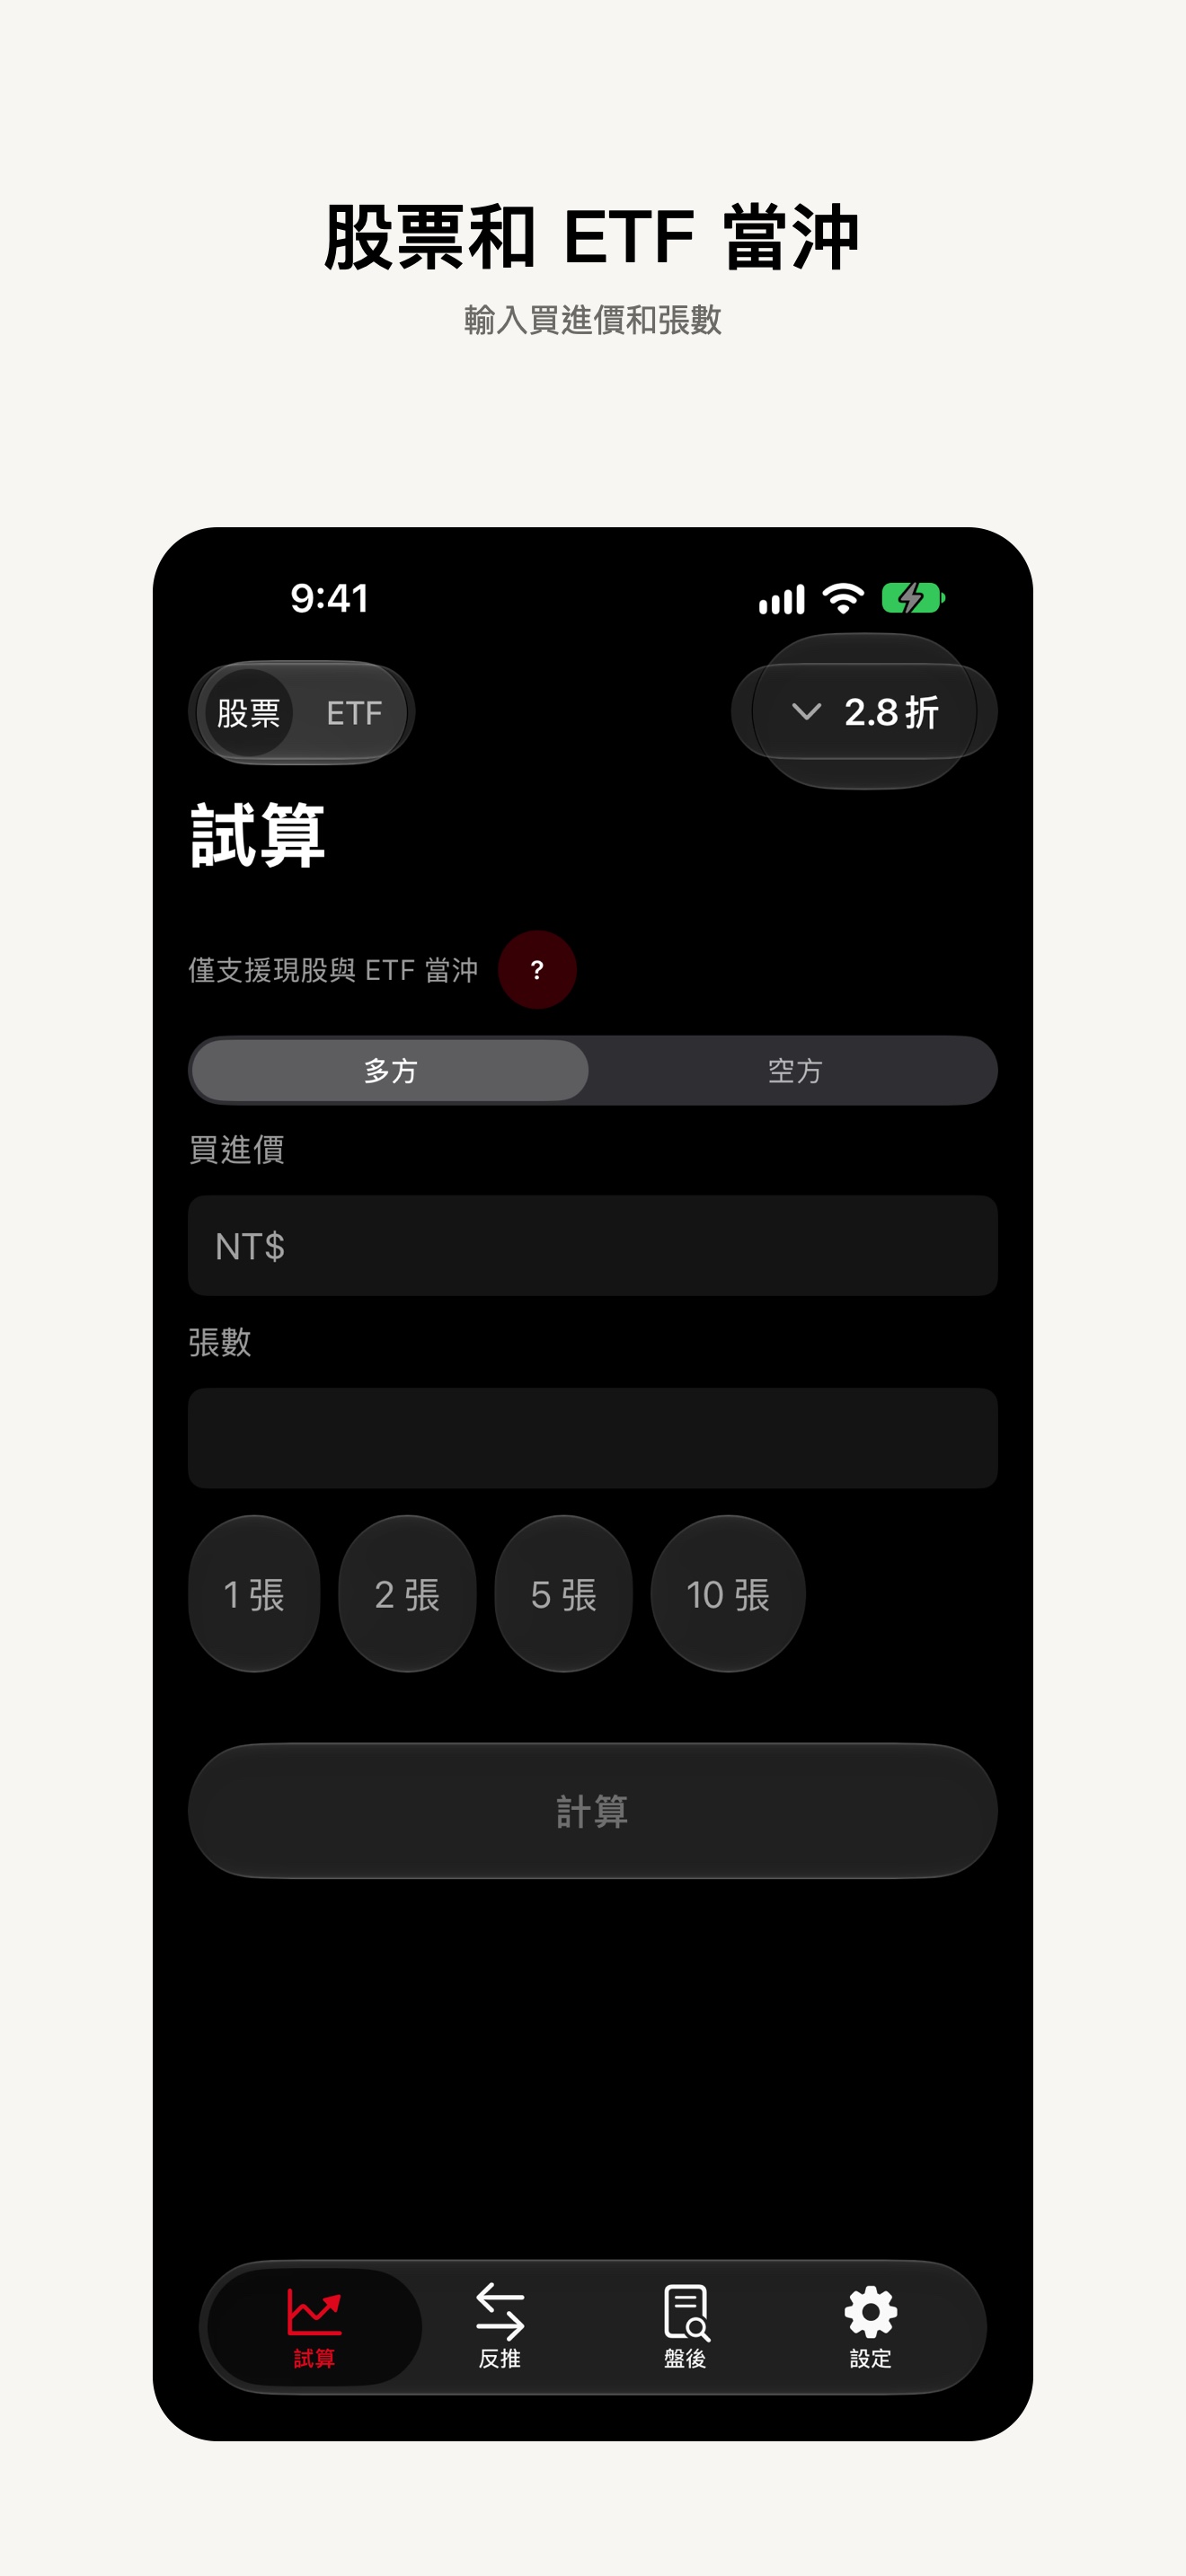 股票和 ETF 當沖
輸入買進價和張數
9:41
股票 ETF
2.8 折
試算
僅支援現股與 ETF 當沖 ?
多方 空方
買進價
NT$
張數
1 張 2 張 5 張 10 張
計算
試算 反推 盤後 設定